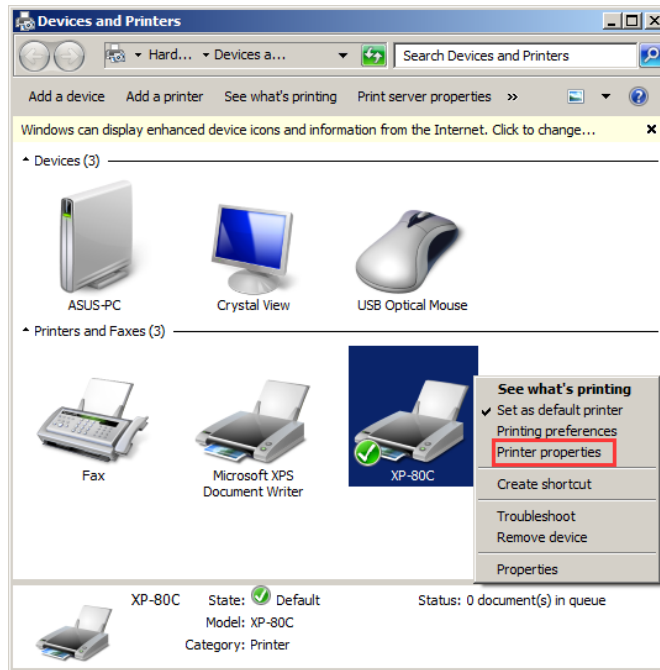 Devices and Printers
Hard... Devices a... Search Devices and Printers
Add a device Add a printer See what's printing Print server properties »
Windows can display enhanced device icons and information from the Internet. Click to change...
Devices (3)
ASUS-PC Crystal View USB Optical Mouse
Printers and Faxes (3)
Fax Microsoft XPS
Document Writer
XP-80C
See what's printing
Set as default printer
Printing preferences
Printer properties
Create shortcut
Troubleshoot
Remove device
Properties
XP-80C State: Default Status: 0 document(s) in queue
Model: XP-80C
Category: Printer